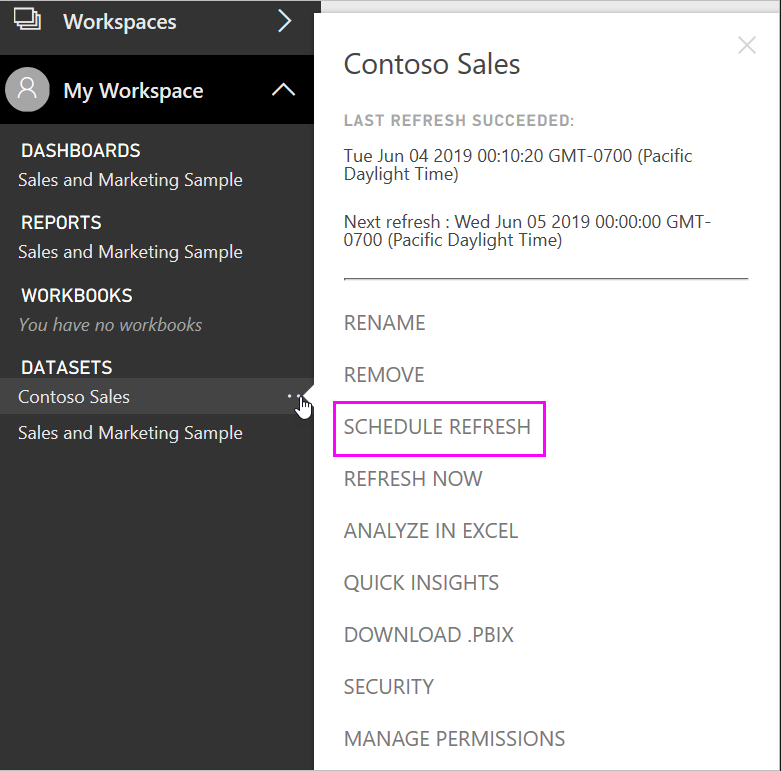 Workspaces
My Workspace
DASHBOARDS
Sales and Marketing Sample
REPORTS
Sales and Marketing Sample
WORKBOOKS
You have no workbooks
DATASETS
Contoso Sales
Sales and Marketing Sample
Contoso Sales
LAST REFRESH SUCCEEDED:
Tue Jun 04 2019 00:10:20 GMT-0700 (Pacific
Daylight Time)
Next refresh : Wed Jun 05 2019 00:00:00 GMT-
0700 (Pacific Daylight Time)
RENAME
REMOVE
SCHEDULE REFRESH
REFRESH NOW
ANALYZE IN EXCEL
QUICK INSIGHTS
DOWNLOAD .PBIX
SECURITY
MANAGE PERMISSIONS